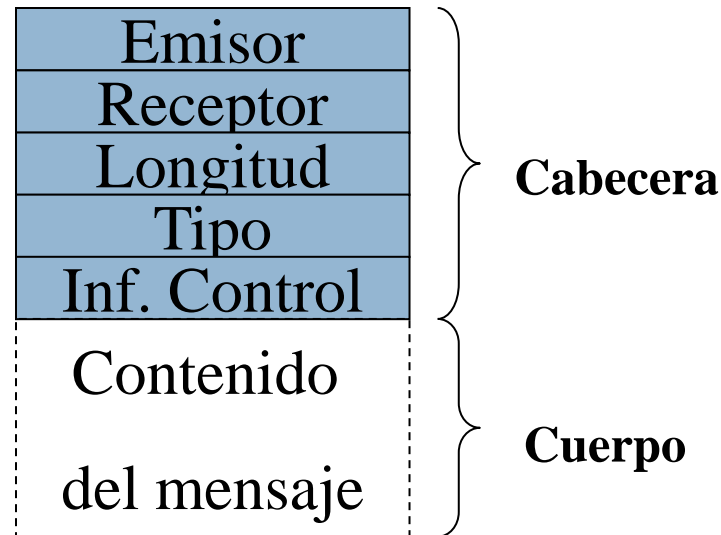 Emisor
Receptor
Longitud
Tipo
Inf. Control
Cabecera
Contenido
del mensaje
Cuerpo